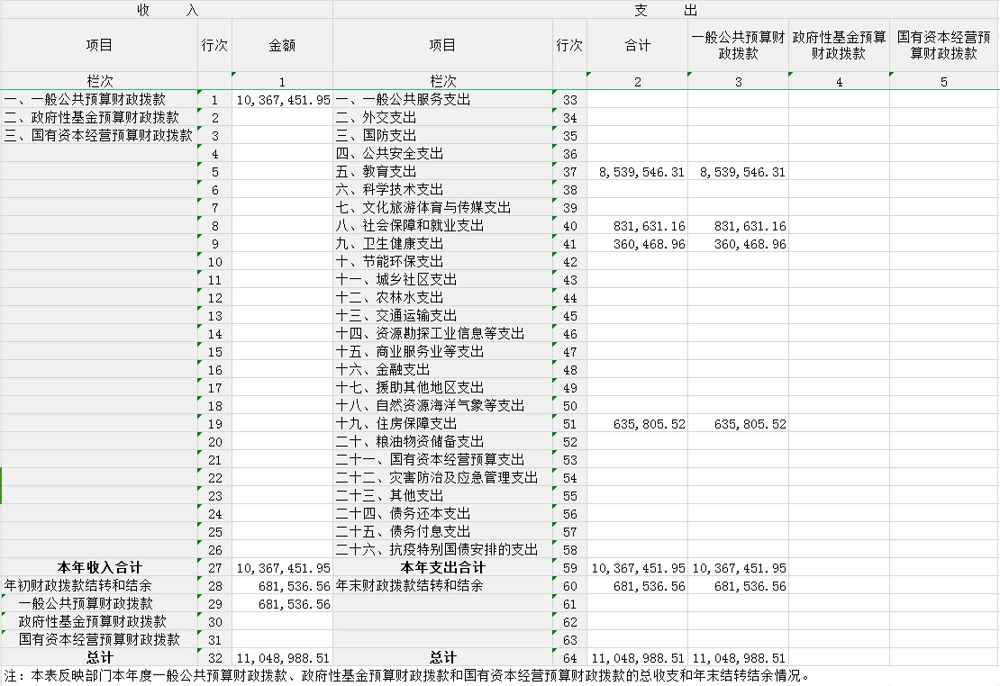 收 入 支 出
项目 行次 金额 项目 行次 合计 一般公共预算财政拨款 政府性基金预算财政拨款 国有资本经营预算财政拨款
栏次 1 栏次 2 3 4 5
一、一般公共预算财政拨款 1 10,367,451.95 一、一般公共服务支出 33
二、政府性基金预算财政拨款 2 二、外交支出 34
三、国有资本经营预算财政拨款 3 三、国防支出 35
4 四、公共安全支出 36
5 五、教育支出 37 8,539,546.31 8,539,546.31
6 六、科学技术支出 38
7 七、文化旅游体育与传媒支出 39
8 八、社会保障和就业支出 40 831,631.16 831,631.16
9 九、卫生健康支出 41 360,468.96 360,468.96
10 十、节能环保支出 42
11 十一、城乡社区支出 43
12 十二、农林水支出 44
13 十三、交通运输支出 45
14 十四、资源勘探工业信息等支出 46
15 十五、商业服务业等支出 47
16 十六、金融支出 48
17 十七、援助其他地区支出 49
18 十八、自然资源海洋气象等支出 50
19 十九、住房保障支出 51 635,805.52 635,805.52
20 二十、粮油物资储备支出 52
21 二十一、国有资本经营预算支出 53
22 二十二、灾害防治及应急管理支出 54
23 二十三、其他支出 55
24 二十四、债务还本支出 56
25 二十五、债务付息支出 57
26 二十六、抗疫特别国债安排的支出 58
本年收入合计 27 10,367,451.95 本年支出合计 59 10,367,451.95 10,367,451.95
年初财政拨款结转和结余 28 681,536.56 年末财政拨款结转和结余 60 681,536.56 681,536.56
一般公共预算财政拨款 29 681,536.56 61
政府性基金预算财政拨款 30 62
国有资本经营预算财政拨款 31 63
总计 32 11,048,988.51 总计 64 11,048,988.51 11,048,988.51
注：本表反映部门本年度一般公共预算财政拨款、政府性基金预算财政拨款和国有资本经营预算财政拨款的总收支和年末结转结余情况。